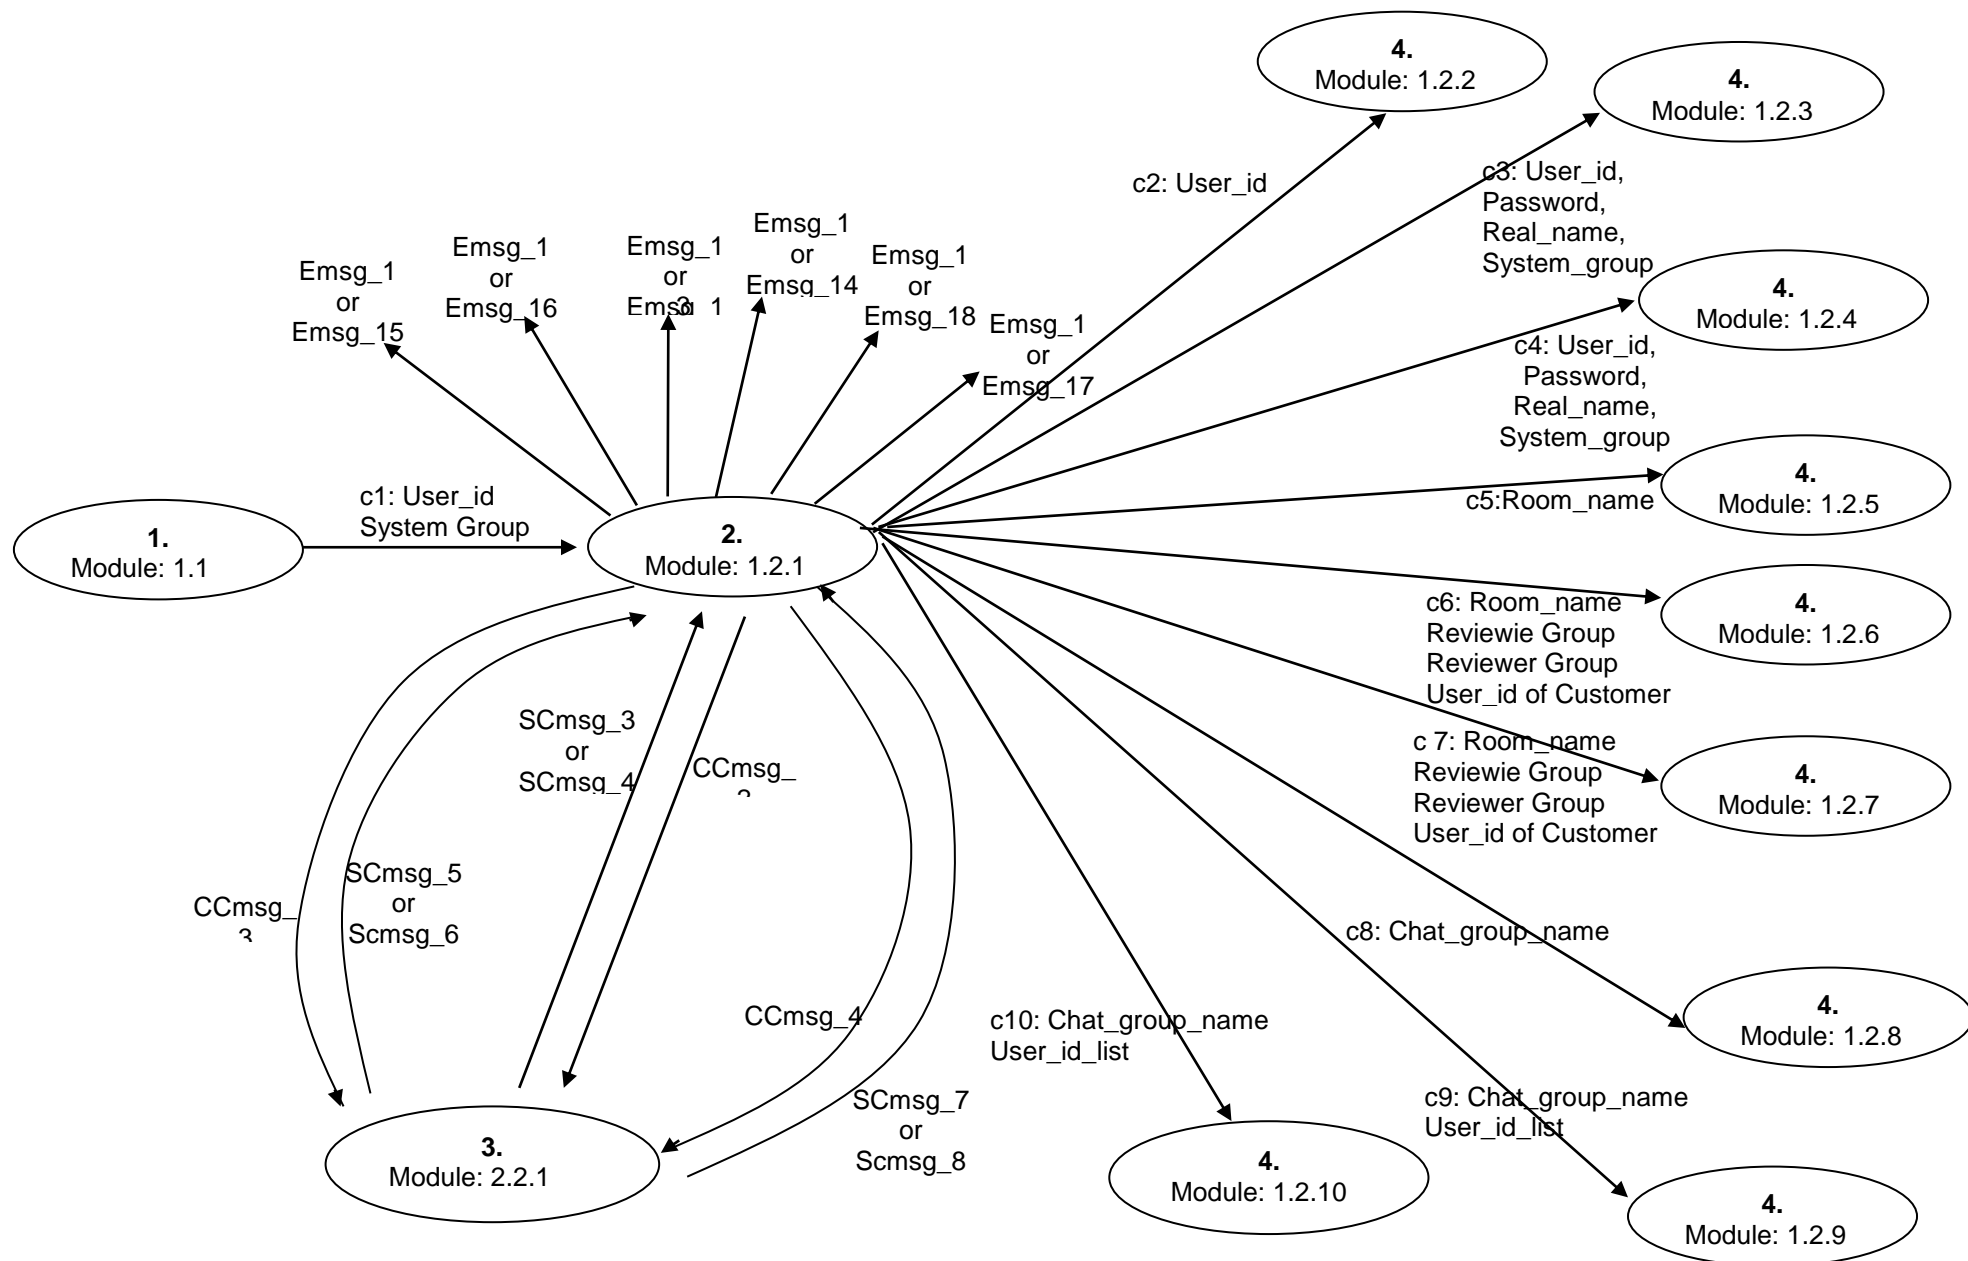 4.
Module: 1.2.2
4.
Module: 1.2.3
c2: User_id
c3: User_id,
Password,
Real_name,
System_group
Emsg_1
or
Emsg_15
Emsg_1
or
Emsg_16
Emsg_1
or
Emsg_1
3
Emsg_1
or
Emsg_14
Emsg_1
or
Emsg_18
Emsg_1
or
Emsg_17
4.
Module: 1.2.4
c4: User_id,
Password,
Real_name,
System_group
c1: User_id
System Group
1.
Module: 1.1
2.
Module: 1.2.1
c5:Room_name
4.
Module: 1.2.5
c6: Room_name
Reviewie Group
Reviewer Group
User_id of Customer
4.
Module: 1.2.6
c 7: Room_name
Reviewie Group
Reviewer Group
User_id of Customer
4.
Module: 1.2.7
SCmsg_3
or
SCmsg_4
CCmsg_
2
SCmsg_5
or
Scmsg_6
CCmsg_
3
c8: Chat_group_name
4.
Module: 1.2.8
CCmsg_4
c10: Chat_group_name
User_id_list
SCmsg_7
or
Scmsg_8
c9: Chat_group_name
User_id_list
3.
Module: 2.2.1
4.
Module: 1.2.10
4.
Module: 1.2.9